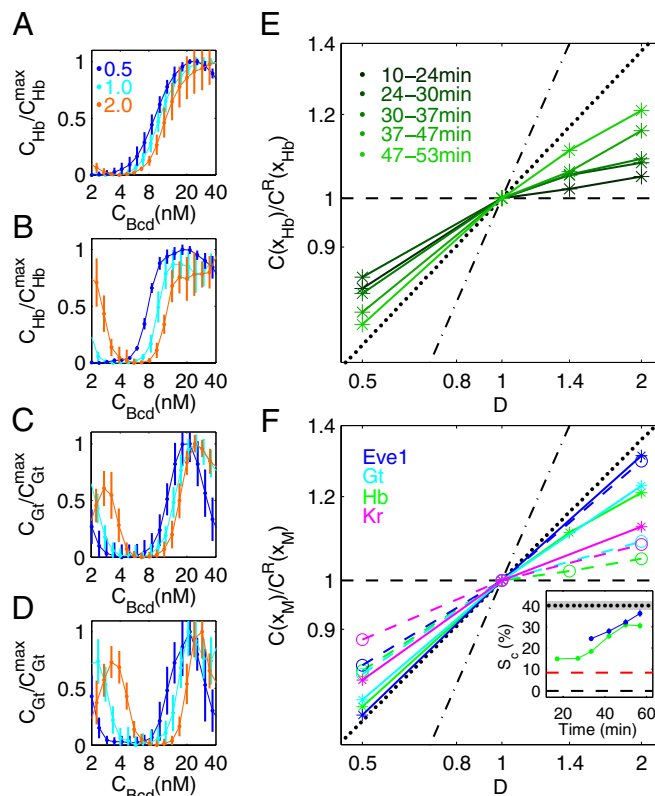 A
C_Hb/C_Hb^max
1
0.5
0
0.5
1.0
2.0
2 4 8 20 40
C_Bcd(nM)
B
C_Hb/C_Hb^max
1
0.5
0
2 4 8 20 40
C_Bcd(nM)
C
C_Gt/C_Gt^max
1
0.5
0
2 4 8 20 40
C_Bcd(nM)
D
C_Gt/C_Gt^max
1
0.5
0
2 4 8 20 40
C_Bcd(nM)
E
C(x_Hb)/C^R(x_Hb)
1.4
1.2
1
0.9
10−24min
24−30min
30−37min
37−47min
47−53min
0.5 0.8 1 1.4 2
D
F
C(x_M)/C^R(x_M)
1.4
1.2
1
0.9
Eve1
Gt
Hb
Kr
S_c (%)
40
30
20
10
0
20 40 60
Time (min)
0.5 0.8 1 1.4 2
D